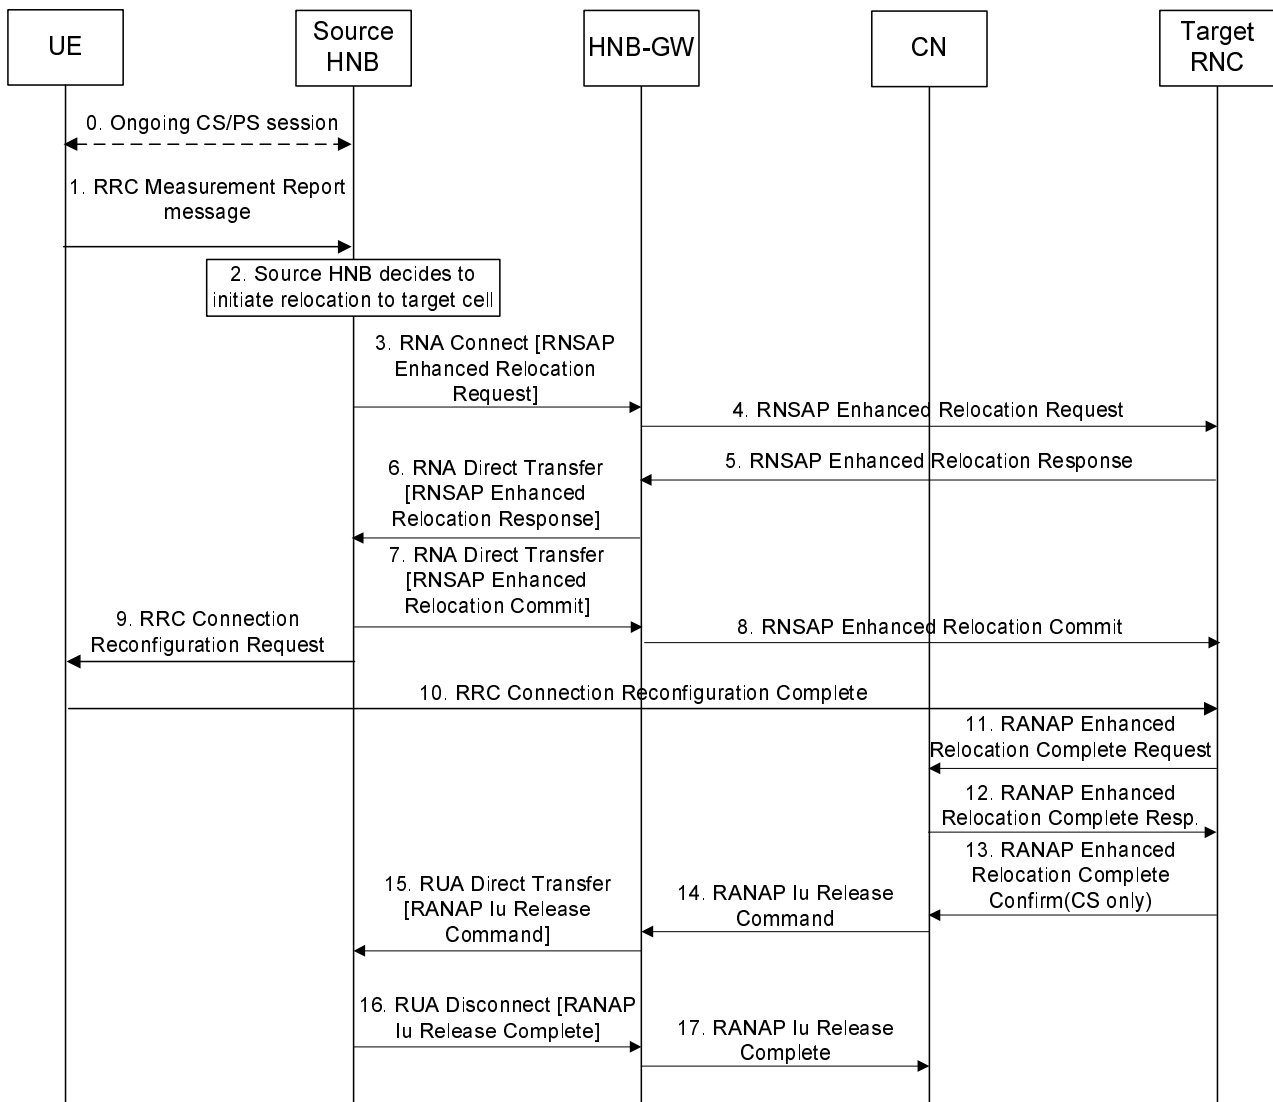 UE
Source
HNB
HNB-GW
CN
Target
RNC
0. Ongoing CS/PS session
1. RRC Measurement Report
message
2. Source HNB decides to
initiate relocation to target cell
3. RNA Connect [RNSAP
Enhanced Relocation
Request]
4. RNSAP Enhanced Relocation Request
5. RNSAP Enhanced Relocation Response
6. RNA Direct Transfer
[RNSAP Enhanced
Relocation Response]
7. RNA Direct Transfer
[RNSAP Enhanced
Relocation Commit]
8. RNSAP Enhanced Relocation Commit
9. RRC Connection
Reconfiguration Request
10. RRC Connection Reconfiguration Complete
11. RANAP Enhanced
Relocation Complete Request
12. RANAP Enhanced
Relocation Complete Resp.
13. RANAP Enhanced
Relocation Complete
Confirm(CS only)
14. RANAP Iu Release
Command
15. RUA Direct Transfer
[RANAP Iu Release
Command]
16. RUA Disconnect [RANAP
Iu Release Complete]
17. RANAP Iu Release
Complete